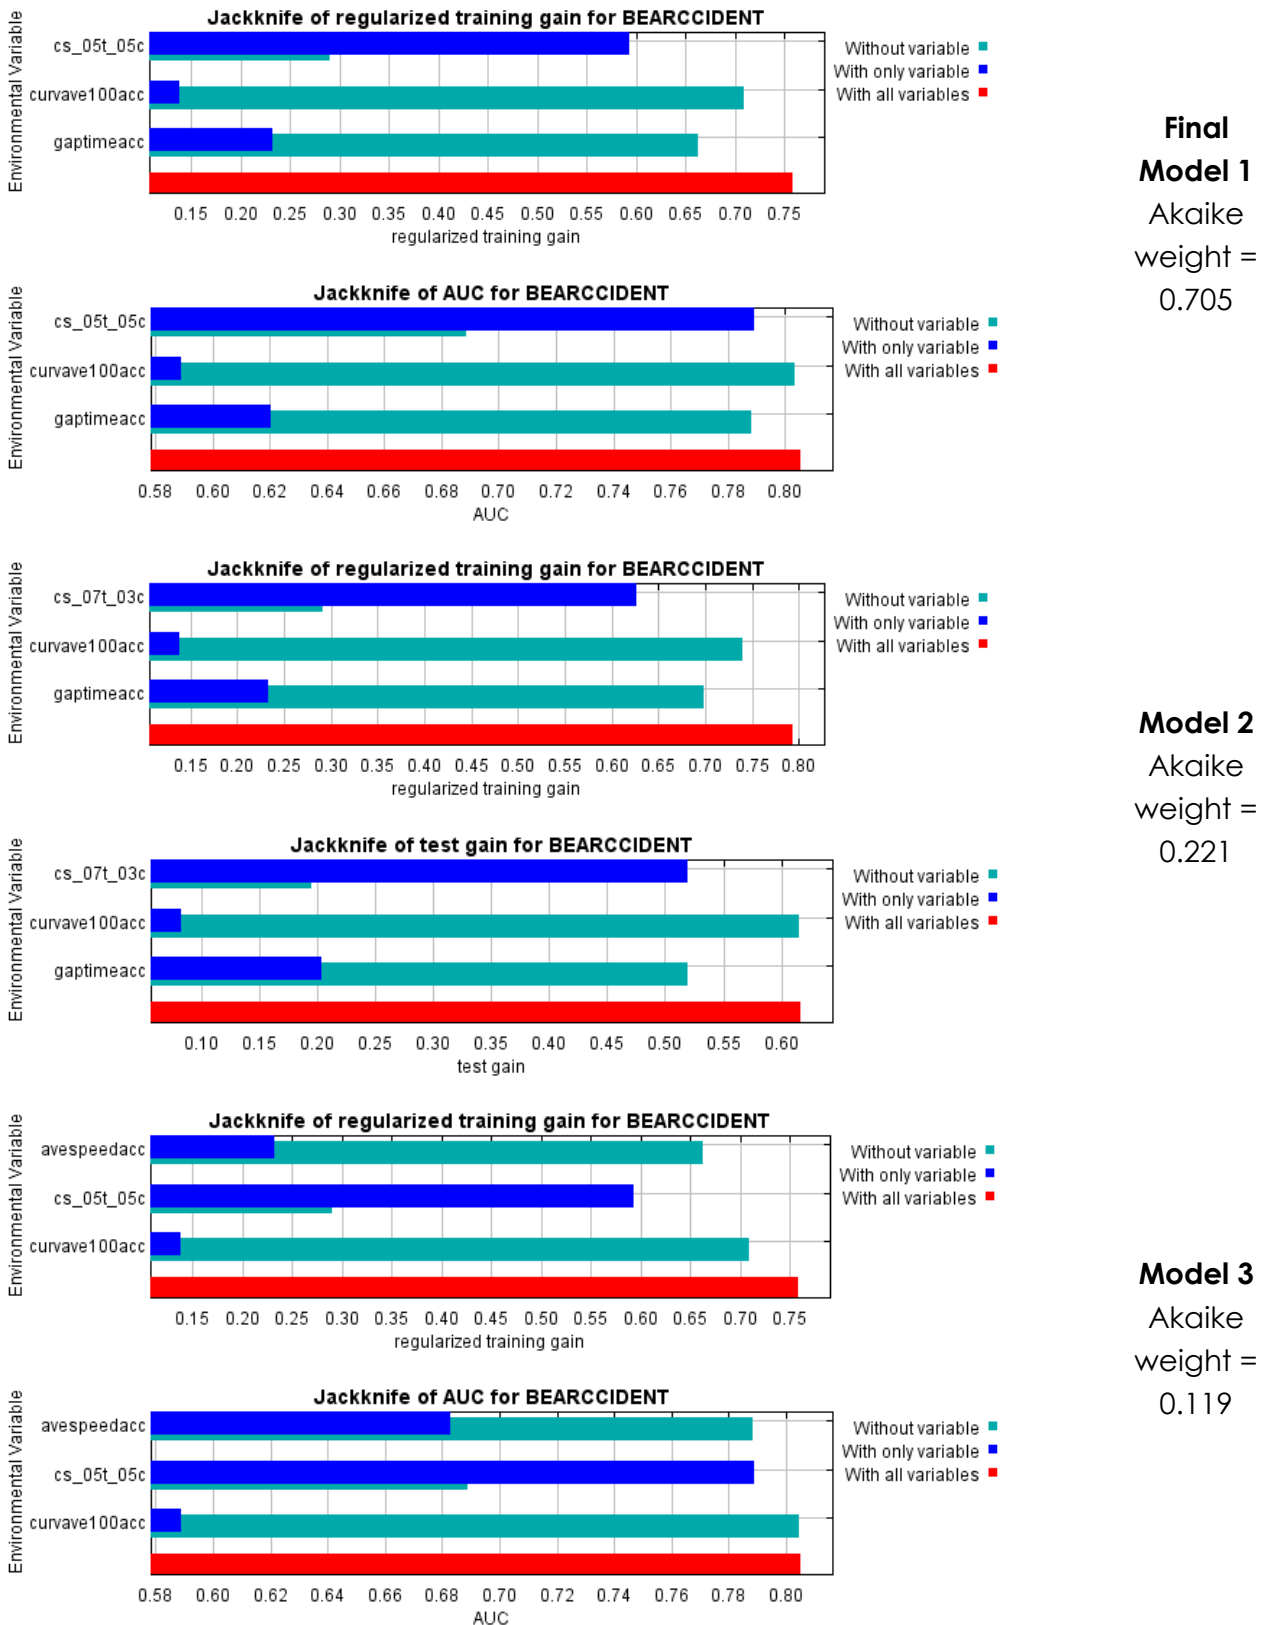 Jackknife of regularized training gain for BEARCCIDENT
Environmental Variable
cs_05t_05c
curvave100acc
gaptimeacc
Without variable
With only variable
With all variables
0.15 0.20 0.25 0.30 0.35 0.40 0.45 0.50 0.55 0.60 0.65 0.70 0.75
regularized training gain
Final
Model 1
Akaike
weight =
0.705
Jackknife of AUC for BEARCCIDENT
Environmental Variable
cs_05t_05c
curvave100acc
gaptimeacc
Without variable
With only variable
With all variables
0.58 0.60 0.62 0.64 0.66 0.68 0.70 0.72 0.74 0.76 0.78 0.80
AUC
Jackknife of regularized training gain for BEARCCIDENT
Environmental Variable
cs_07t_03c
curvave100acc
gaptimeacc
Without variable
With only variable
With all variables
0.15 0.20 0.25 0.30 0.35 0.40 0.45 0.50 0.55 0.60 0.65 0.70 0.75 0.80
regularized training gain
Model 2
Akaike
weight =
0.221
Jackknife of test gain for BEARCCIDENT
Environmental Variable
cs_07t_03c
curvave100acc
gaptimeacc
Without variable
With only variable
With all variables
0.10 0.15 0.20 0.25 0.30 0.35 0.40 0.45 0.50 0.55 0.60
test gain
Jackknife of regularized training gain for BEARCCIDENT
Environmental Variable
avespeedacc
cs_05t_05c
curvave100acc
Without variable
With only variable
With all variables
0.15 0.20 0.25 0.30 0.35 0.40 0.45 0.50 0.55 0.60 0.65 0.70 0.75
regularized training gain
Model 3
Akaike
weight =
0.119
Jackknife of AUC for BEARCCIDENT
Environmental Variable
avespeedacc
cs_05t_05c
curvave100acc
Without variable
With only variable
With all variables
0.58 0.60 0.62 0.64 0.66 0.68 0.70 0.72 0.74 0.76 0.78 0.80
AUC